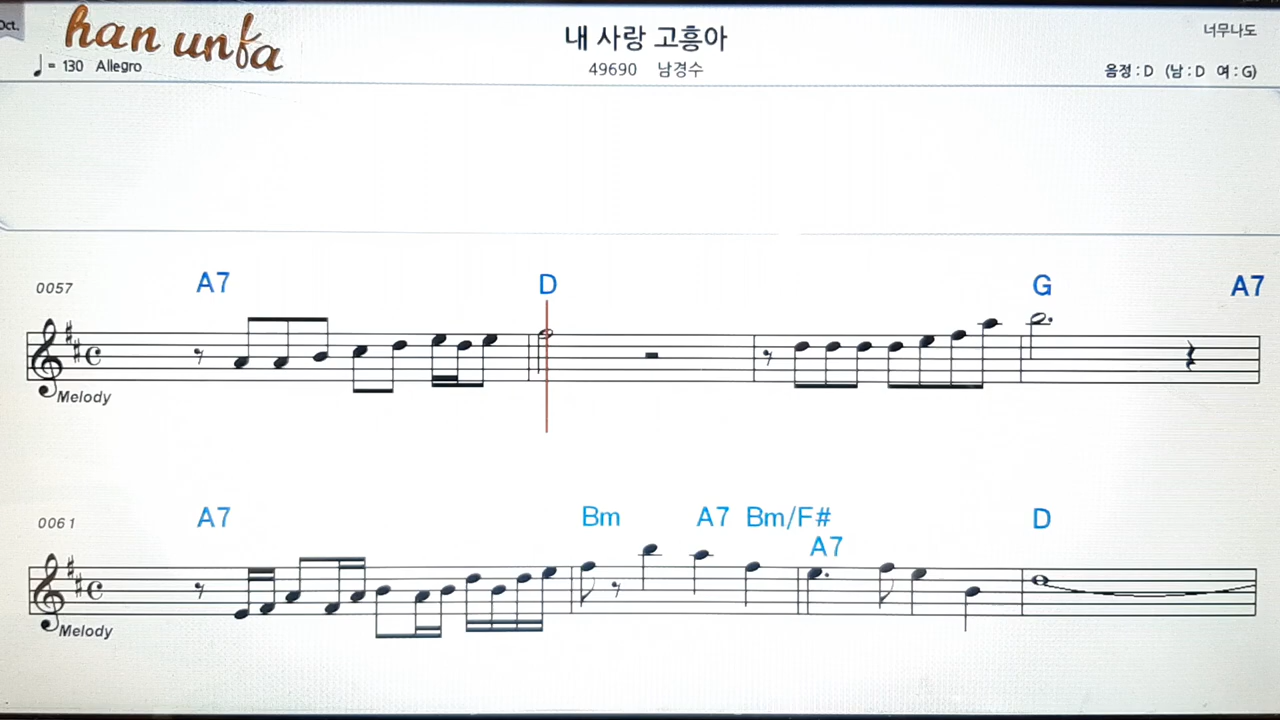 Oct.
han unfa
내 사랑 고흥아
너무나도
= 130 Allegro
49690 남경수
음정 : D (남 : D 여 : G)
0057 A7 D G A7
Melody
0061 A7 Bm A7 Bm/F# D
A7
Melody